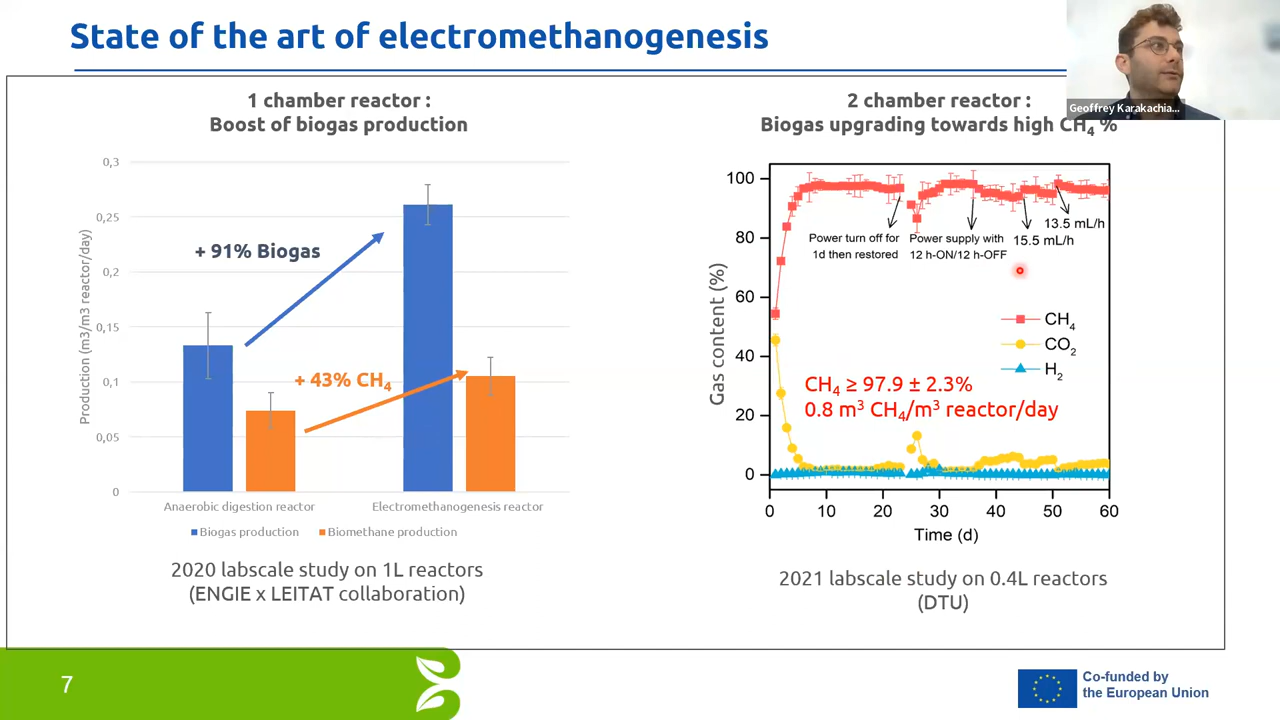 State of the art of electromethanogenesis
Geoffrey Karakachia...
1 chamber reactor :
Boost of biogas production
0,3
0,25
0,2
0,15
0,1
0,05
0
Production (m3/m3 reactor/day)
+ 91% Biogas
+ 43% CH4
Anaerobic digestion reactor
Electromethanogenesis reactor
Biogas production
Biomethane production
2020 labscale study on 1L reactors
(ENGIE x LEITAT collaboration)
2 chamber reactor :
Biogas upgrading towards high CH4 %
100
80
60
40
20
0
Gas content (%)
Power turn off for
1d then restored
Power supply with
12 h-ON/12 h-OFF
15.5 mL/h
13.5 mL/h
CH4
CO2
H2
CH4 ≥ 97.9 ± 2.3%
0.8 m³ CH4/m³ reactor/day
0
10
20
30
40
50
60
Time (d)
2021 labscale study on 0.4L reactors
(DTU)
7
Co-funded by
the European Union